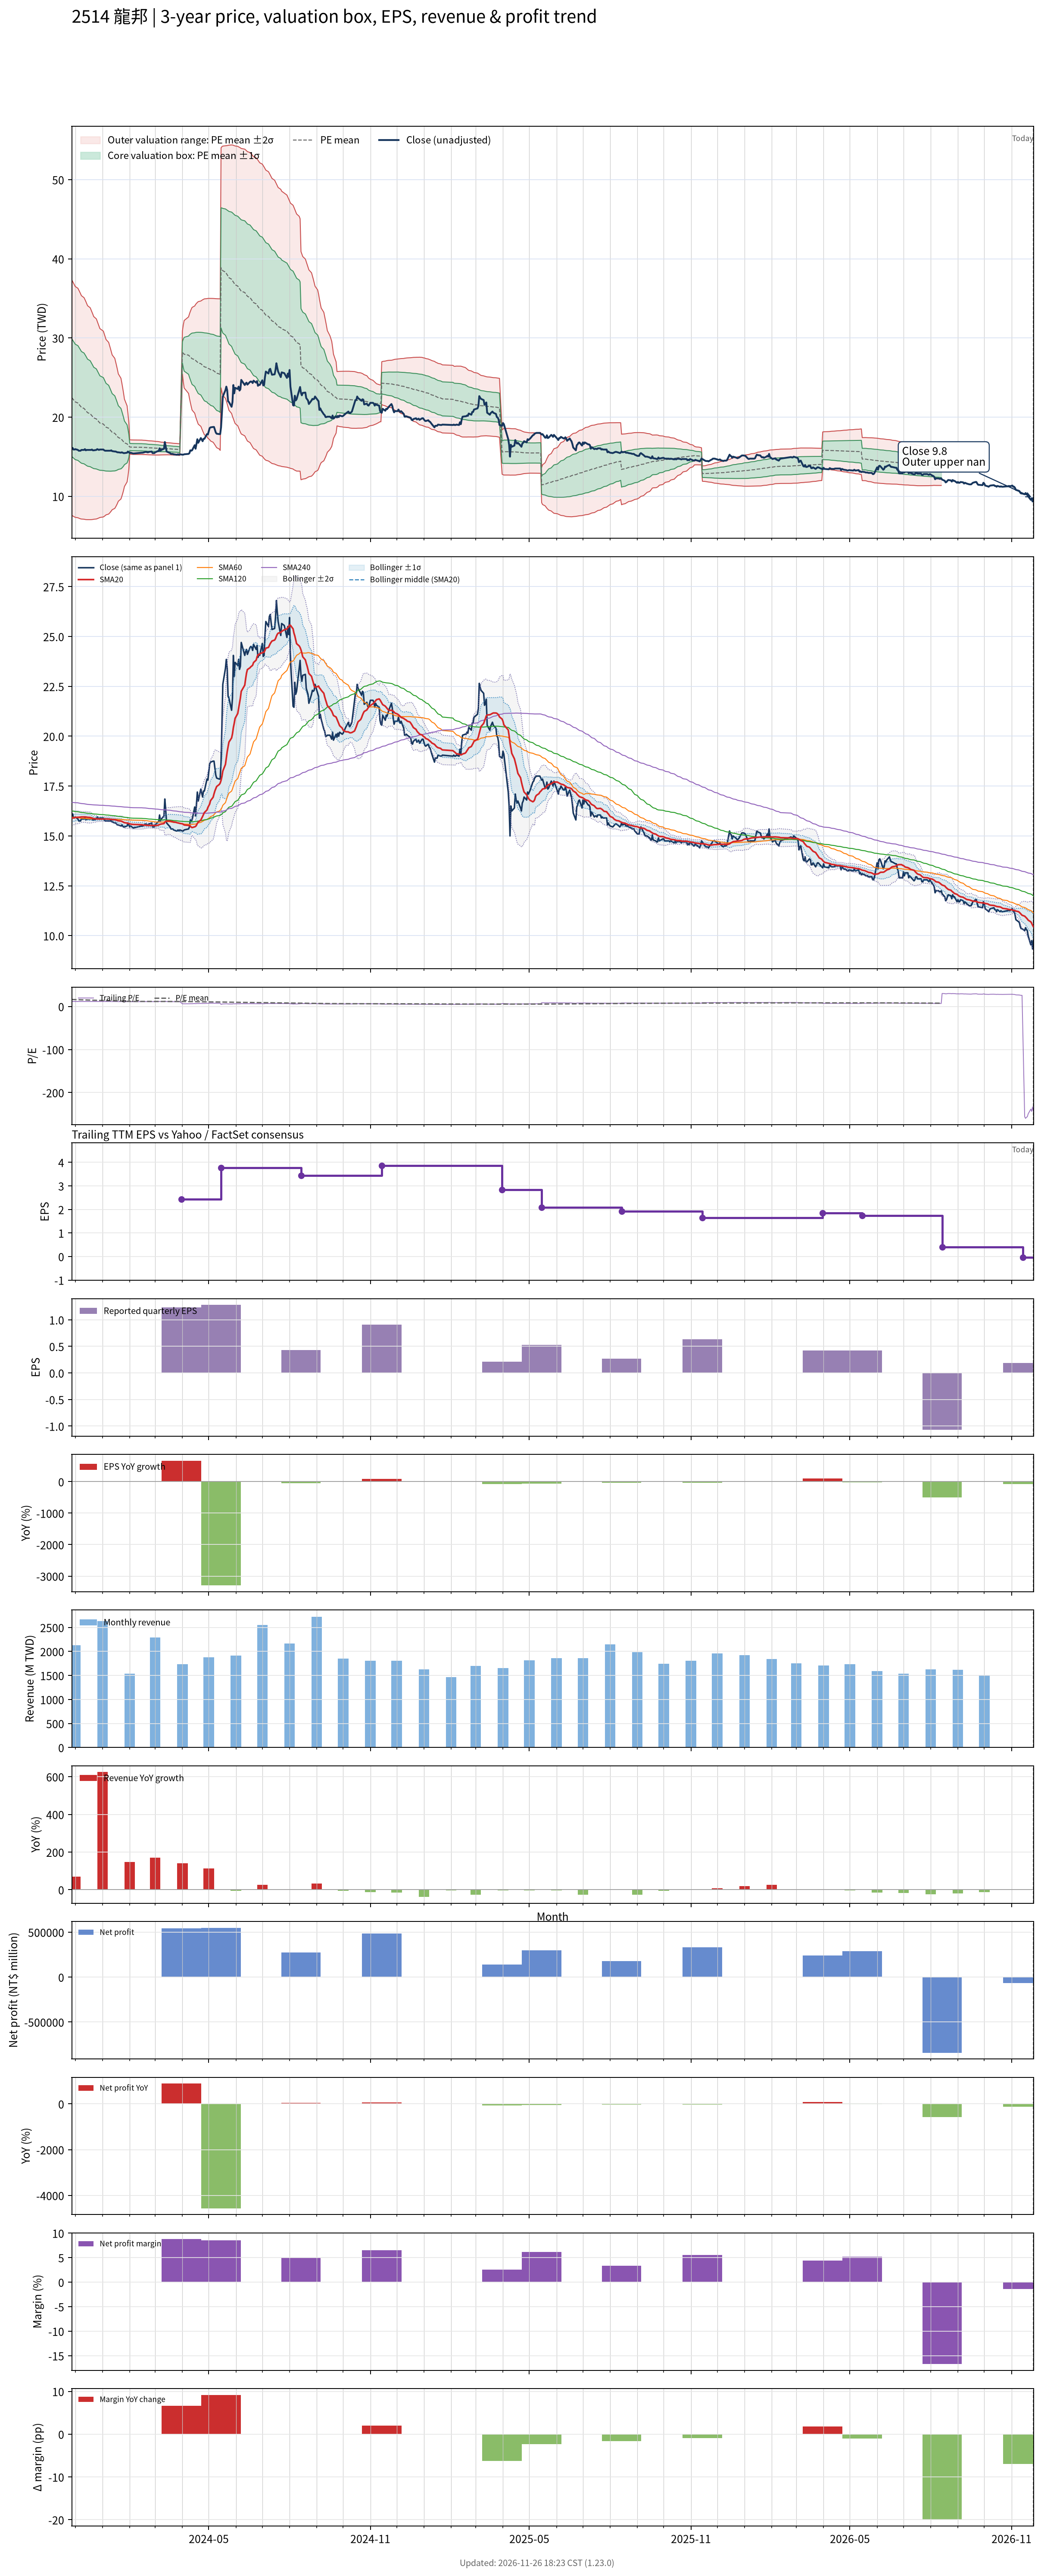 2514 龍邦 | 3-year price, valuation box, EPS, revenue & profit trend
Outer valuation range: PE mean ±2σ
PE mean
Close (unadjusted)
Core valuation box: PE mean ±1σ
Today
50
40
30
20
10
Price (TWD)
Close 9.8
Outer upper nan
Close (same as panel 1)
SMA20
SMA60
SMA120
SMA240
Bollinger ±2σ
Bollinger ±1σ
Bollinger middle (SMA20)
27.5
25.0
22.5
20.0
17.5
15.0
12.5
10.0
Price
Trailing P/E
P/E mean
0
-100
-200
P/E
Trailing TTM EPS vs Yahoo / FactSet consensus
Today
4
3
2
1
0
-1
EPS
Reported quarterly EPS
1.0
0.5
0.0
-0.5
-1.0
EPS
EPS YoY growth
0
-1000
-2000
-3000
YoY (%)
Monthly revenue
2500
2000
1500
1000
500
0
Revenue (M TWD)
Revenue YoY growth
600
400
200
0
YoY (%)
Month
Net profit
500000
0
-500000
Net profit (NT$ million)
Net profit YoY
0
-2000
-4000
YoY (%)
Net profit margin
10
5
0
-5
-10
-15
Margin (%)
Margin YoY change
10
0
-10
-20
Δ margin (pp)
2024-05
2024-11
2025-05
2025-11
2026-05
2026-11
Updated: 2026-11-26 18:23 CST (1.23.0)